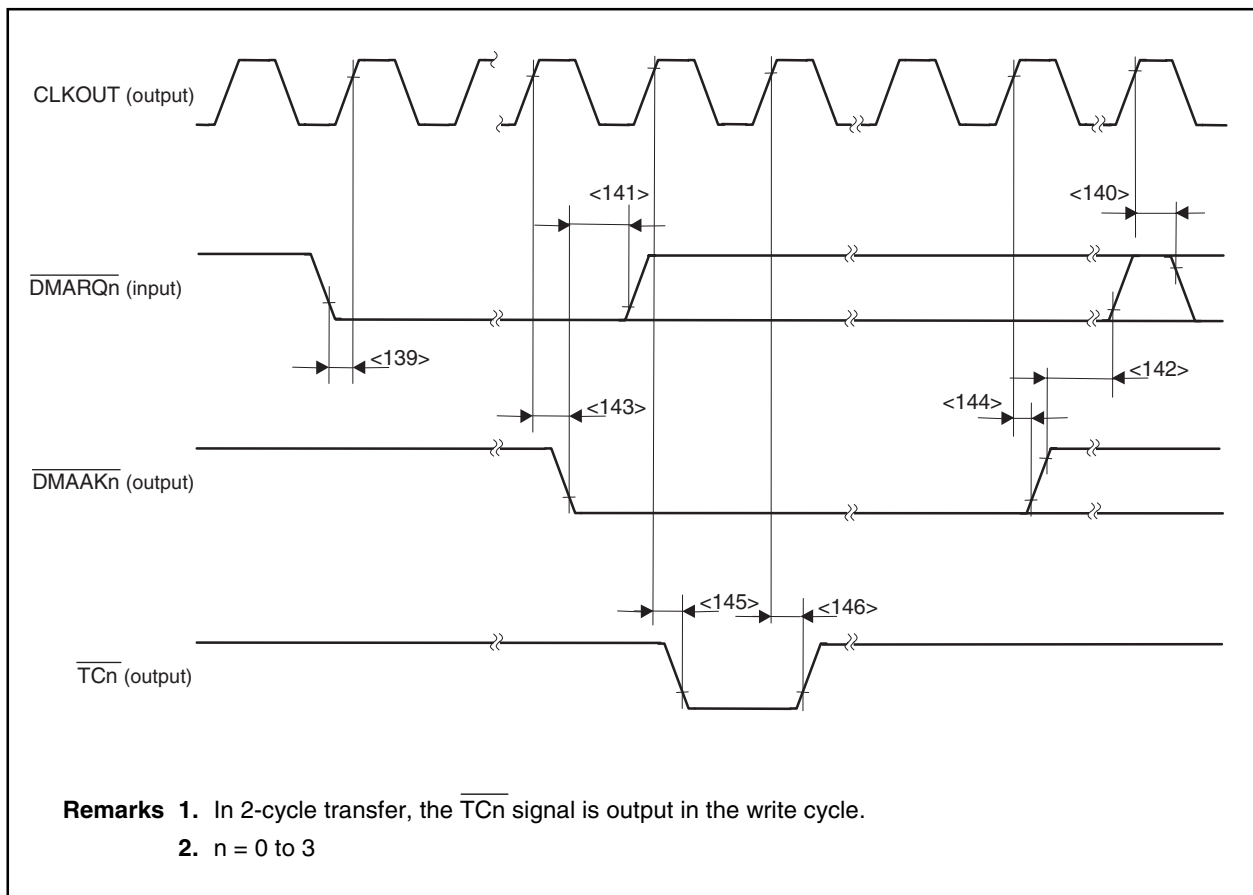 CLKOUT (output)
<141>
<140>
DMARQn (input)
<139>
<142>
<143>
<144>
DMAAKn (output)
<145>
<146>
TCn (output)
Remarks 1. In 2-cycle transfer, the TCn signal is output in the write cycle.
2. n = 0 to 3